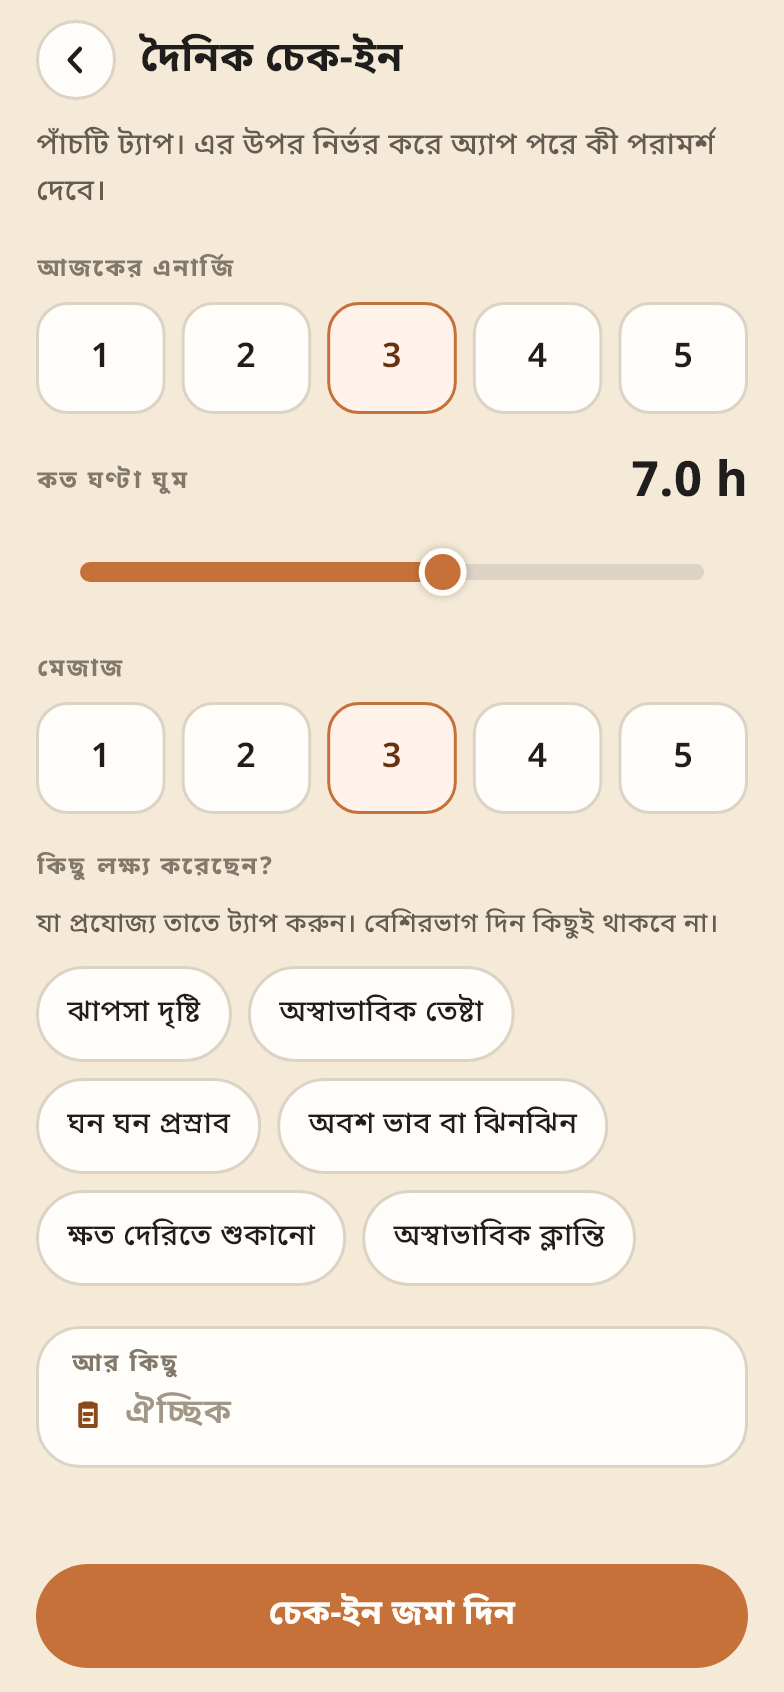 দৈনিক চেক-ইন
পাঁচটি ট্যাপ। এর উপর নির্ভর করে অ্যাপ পরে কী পরামর্শ
দেবে।
আজকের এনার্জি
1 2 3 4 5
কত ঘণ্টা ঘুম 7.0 h
মেজাজ
1 2 3 4 5
কিছু লক্ষ্য করেছেন?
যা প্রযোজ্য তাতে ট্যাপ করুন। বেশিরভাগ দিন কিছুই থাকবে না।
ঝাপসা দৃষ্টি অস্বাভাবিক তেষ্টা
ঘন ঘন প্রস্রাব অবশ ভাব বা ঝিনঝিন
ক্ষত দেরিতে শুকানো অস্বাভাবিক ক্লান্তি
আর কিছু
ঐচ্ছিক
চেক-ইন জমা দিন